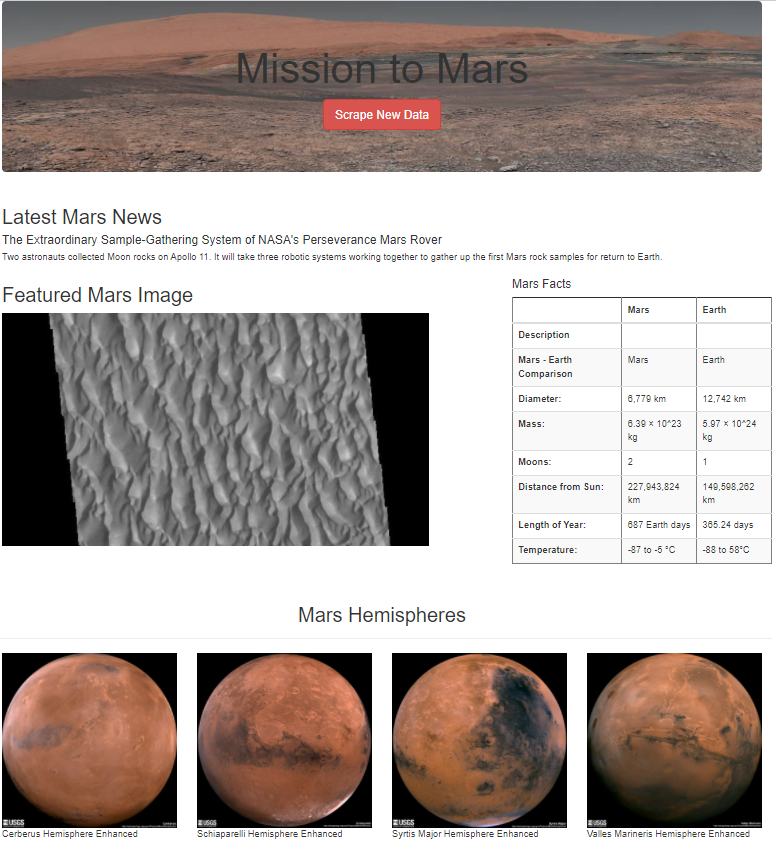 Mission to Mars
Scrape New Data
Latest Mars News
The Extraordinary Sample-Gathering System of NASA's Perseverance Mars Rover
Two astronauts collected Moon rocks on Apollo 11. It will take three robotic systems working together to gather up the first Mars rock samples for return to Earth.
Featured Mars Image
Mars Facts
Mars Earth
Description
Mars - Earth Mars Earth
Comparison
Diameter: 6,779 km 12,742 km
Mass: 6.39 × 10^23 5.97 × 10^24
kg kg
Moons: 2 1
Distance from Sun: 227,943,824 149,598,262
km km
Length of Year: 687 Earth days 365.24 days
Temperature: -87 to -5 °C -88 to 58°C
Mars Hemispheres
USGS USGS USGS USGS
Cerberus Hemisphere Enhanced Schiaparelli Hemisphere Enhanced Syrtis Major Hemisphere Enhanced Valles Marineris Hemisphere Enhanced